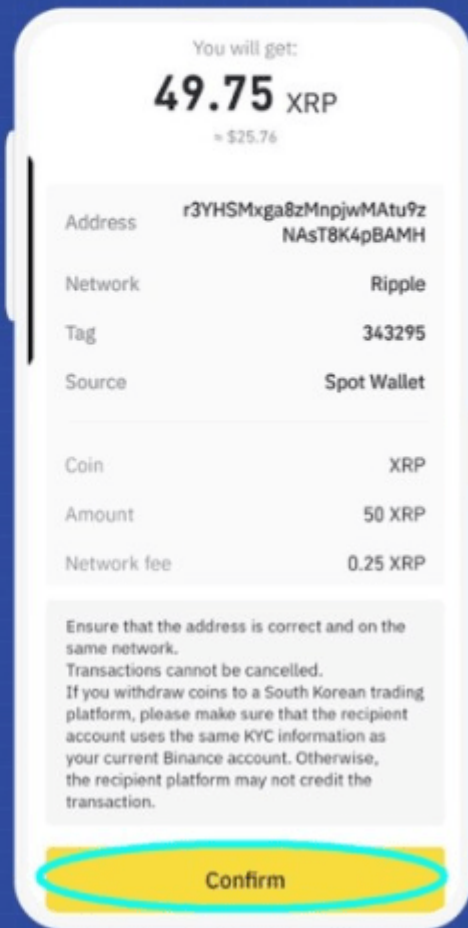 You will get:
49.75 XRP
≈ $25.76
Address r3YHSMxga8zMnpjwMAtu9z
NAsT8K4pBAMH
Network Ripple
Tag 343295
Source Spot Wallet
Coin XRP
Amount 50 XRP
Network fee 0.25 XRP
Ensure that the address is correct and on the
same network.
Transactions cannot be cancelled.
If you withdraw coins to a South Korean trading
platform, please make sure that the recipient
account uses the same KYC information as
your current Binance account. Otherwise,
the recipient platform may not credit the
transaction.
Confirm